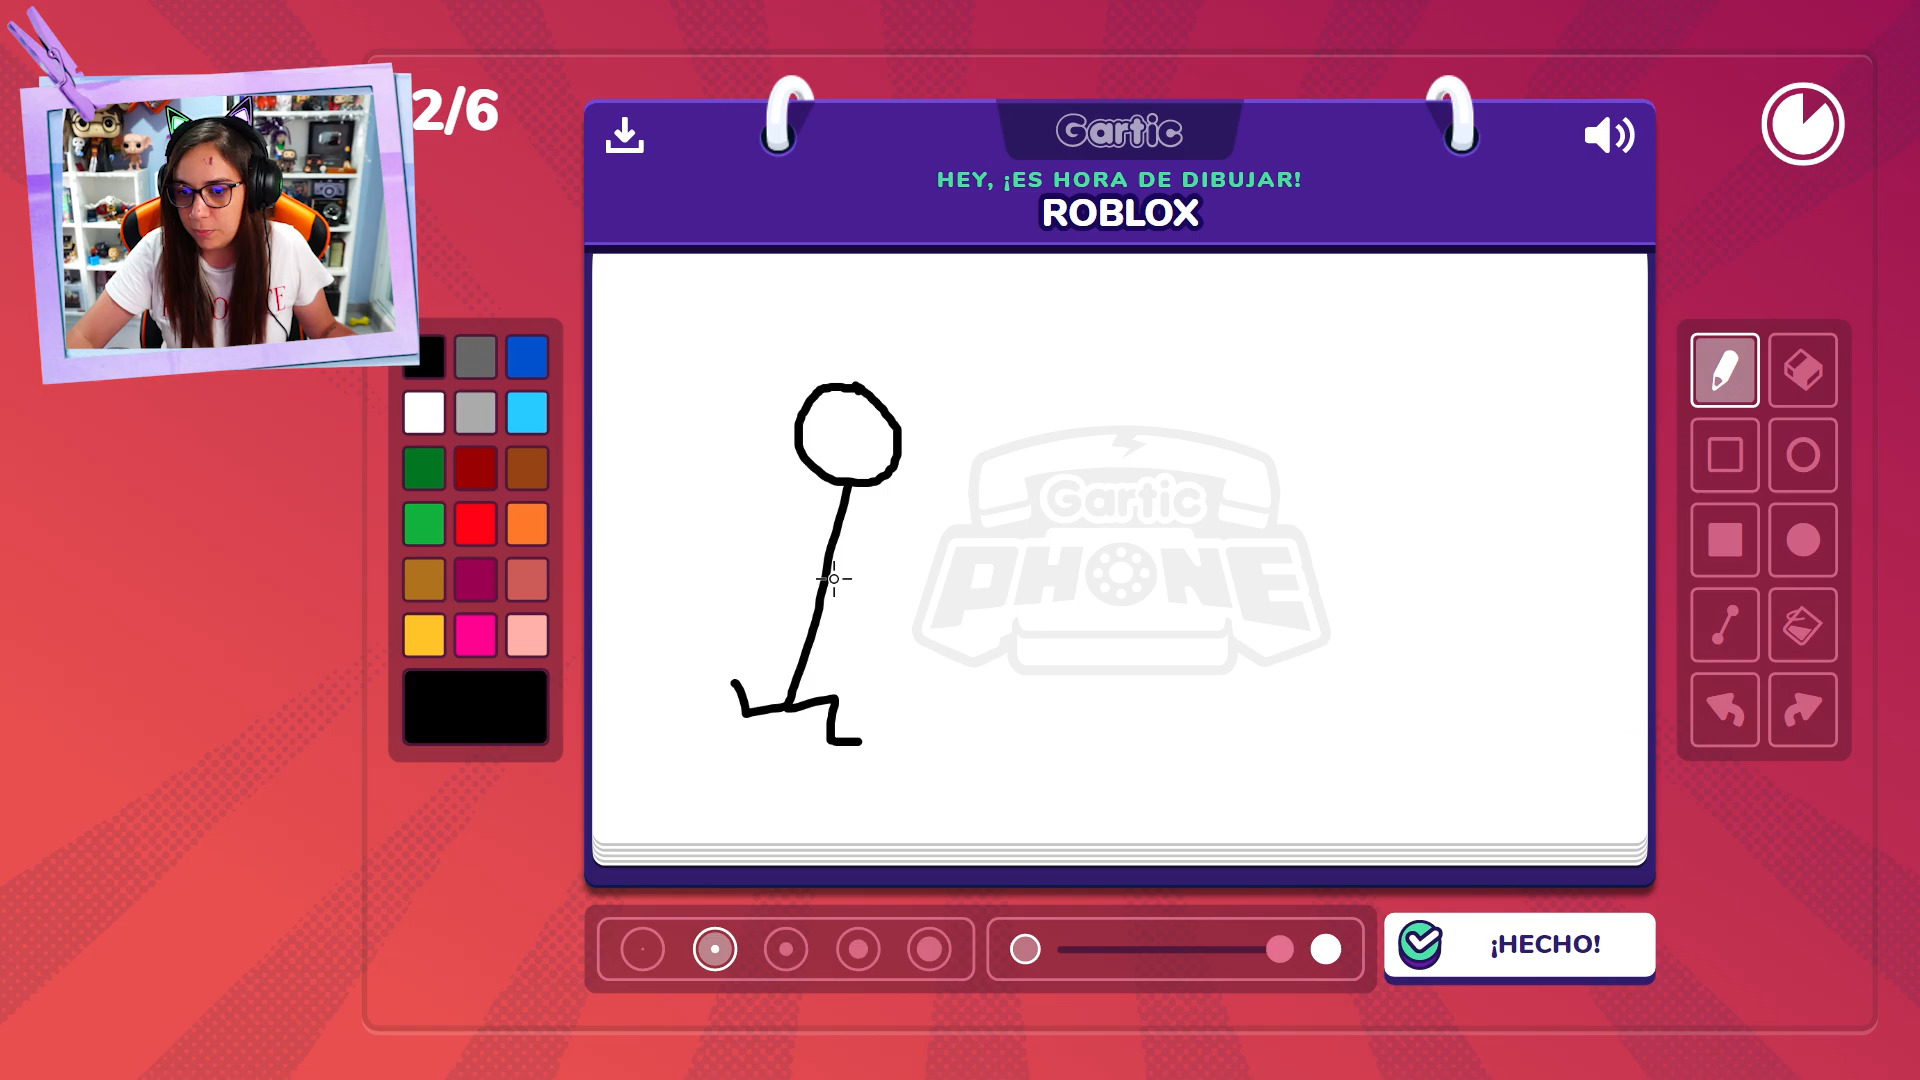 2/6
Gartic
HEY, ¡ES HORA DE DIBUJAR!
ROBLOX
Gartic
PHONE
¡HECHO!